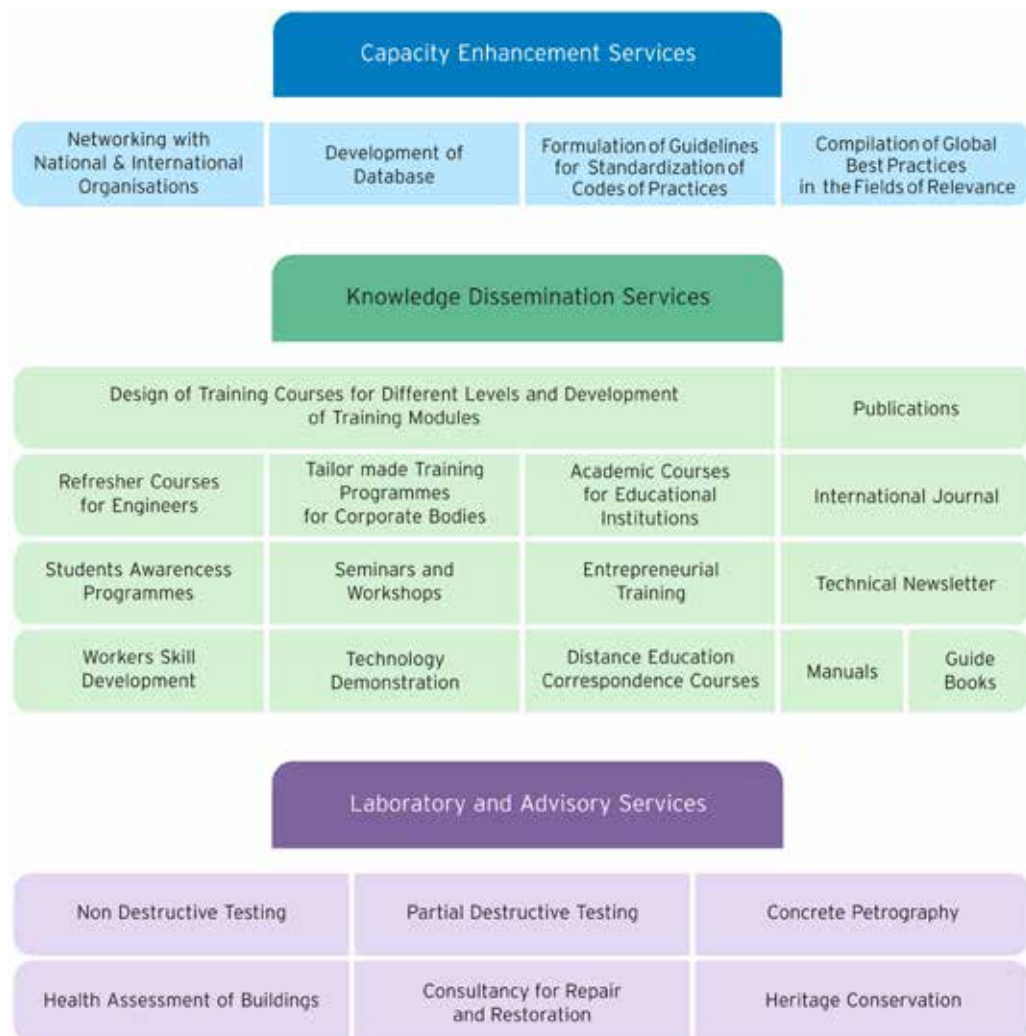 Capacity Enhancement Services
Networking with
National & International
Organisations
Development of
Database
Formulation of Guidelines
for Standardization of
Codes of Practices
Compilation of Global
Best Practices
in the Fields of Relevance
Knowledge Dissemination Services
Design of Training Courses for Different Levels and Development
of Training Modules
Publications
Refresher Courses
for Engineers
Tailor made Training
Programmes
for Corporate Bodies
Academic Courses
for Educational
Institutions
International Journal
Students Awarencess
Programmes
Seminars and
Workshops
Entrepreneurial
Training
Technical Newsletter
Workers Skill
Development
Technology
Demonstration
Distance Education
Correspondence Courses
Manuals
Guide
Books
Laboratory and Advisory Services
Non Destructive Testing
Partial Destructive Testing
Concrete Petrography
Health Assessment of Buildings
Consultancy for Repair
and Restoration
Heritage Conservation